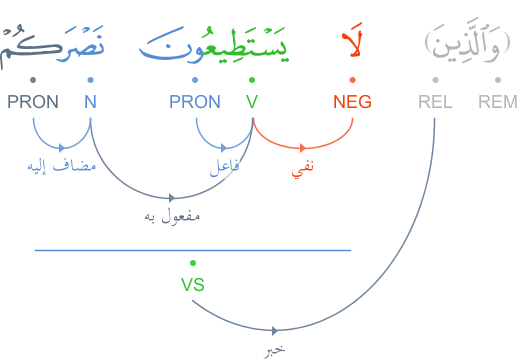 (وَٱلَّذِينَ) لَا يَسْتَطِيعُونَ نَصْرَكُمْ
REM REL NEG V PRON N PRON
نفي فاعل مضاف إليه
مفعول به
VS
خبر